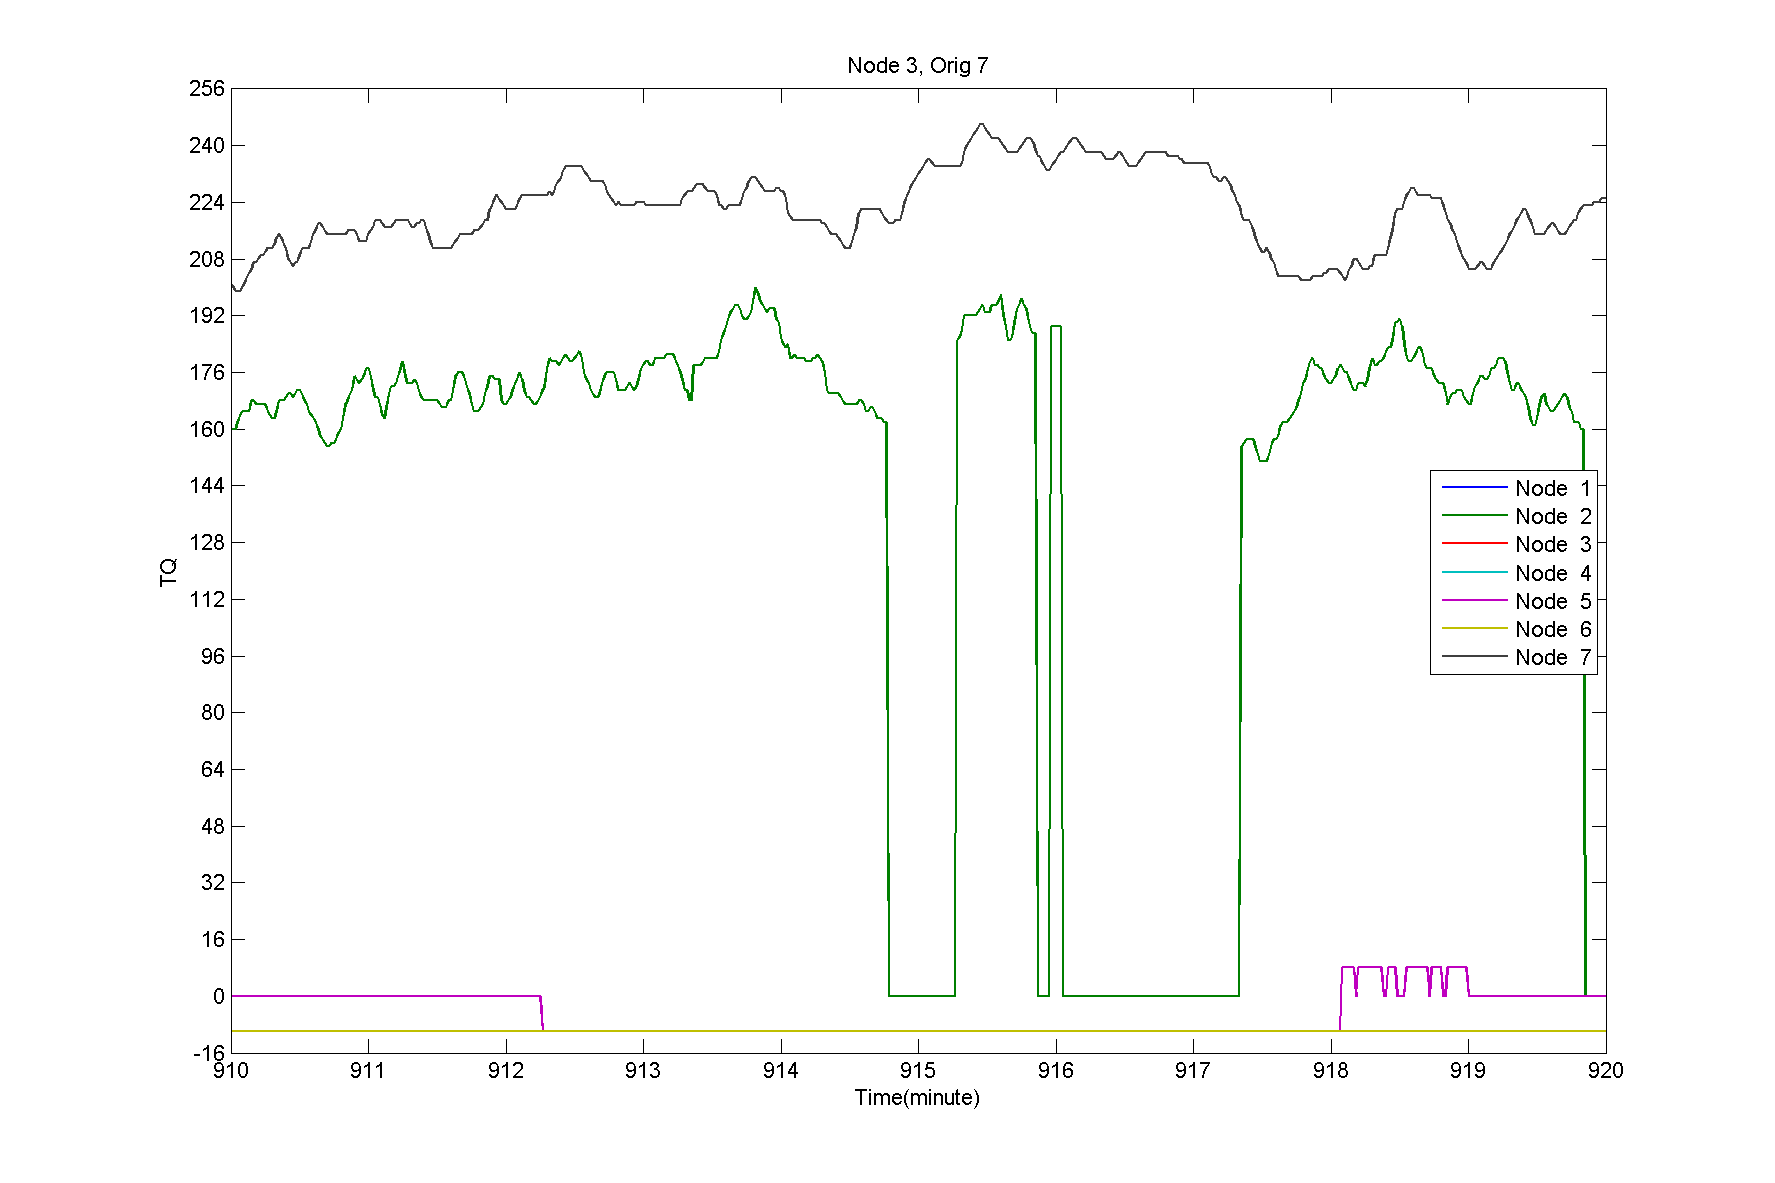 Node 3, Orig 7
256
240
224
208
192
176
160
144
128
112
96
80
64
48
32
16
0
-16
TQ
Node 1
Node 2
Node 3
Node 4
Node 5
Node 6
Node 7
910 911 912 913 914 915 916 917 918 919 920
Time(minute)